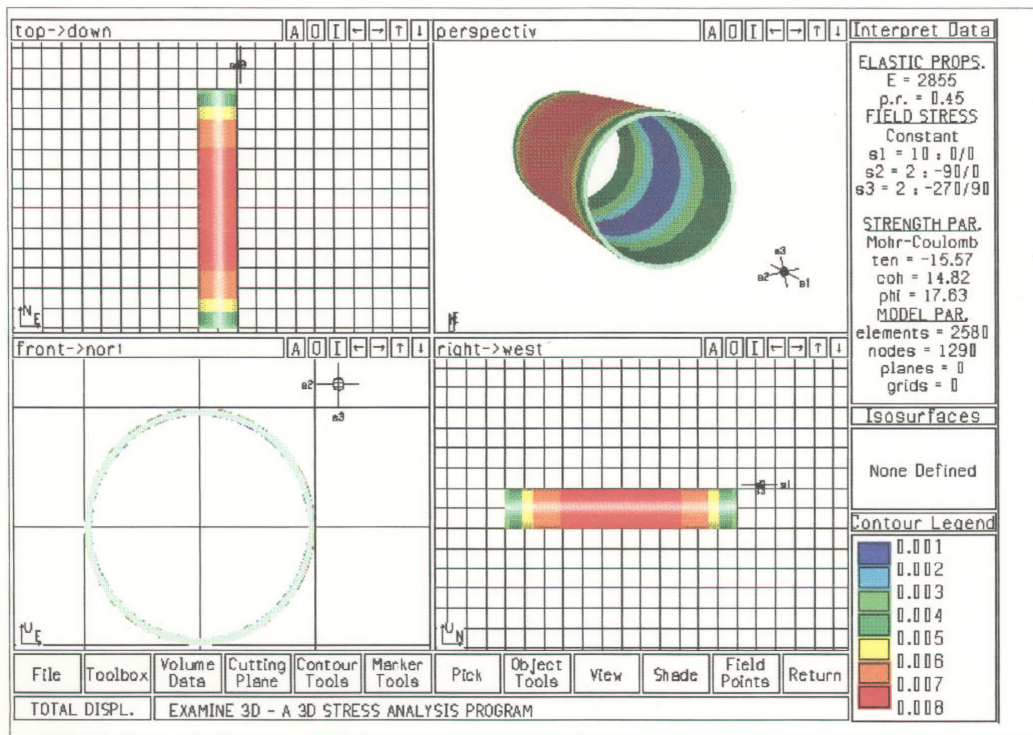 top->down A O I ← → ↑ ↓
perspectiv A O I ← → ↑ ↓
Interpret Data
ELASTIC PROPS.
E = 2855
p.r. = 0.45
FIELD STRESS
Constant
s1 = 10 : 0/0
s2 = 2 : -90/0
s3 = 2 : -270/90
STRENGTH PAR.
Mohr-Coulomb
ten = -15.57
coh = 14.82
phi = 17.63
MODEL PAR.
elements = 2580
nodes = 1290
planes = 0
grids = 0
s3
s2
s1
N
E
front->nort A O I ← → ↑ ↓
right->west A O I ← → ↑ ↓
s2
s3
s1
s3
U
E
U
N
Isosurfaces
None Defined
Contour Legend
0.001
0.002
0.003
0.004
0.005
0.006
0.007
0.008
File Toolbox Volume Data Cutting Plane Contour Tools Marker Tools Pick Object Tools View Shade Field Points Return
TOTAL DISPL. EXAMINE 3D - A 3D STRESS ANALYSIS PROGRAM